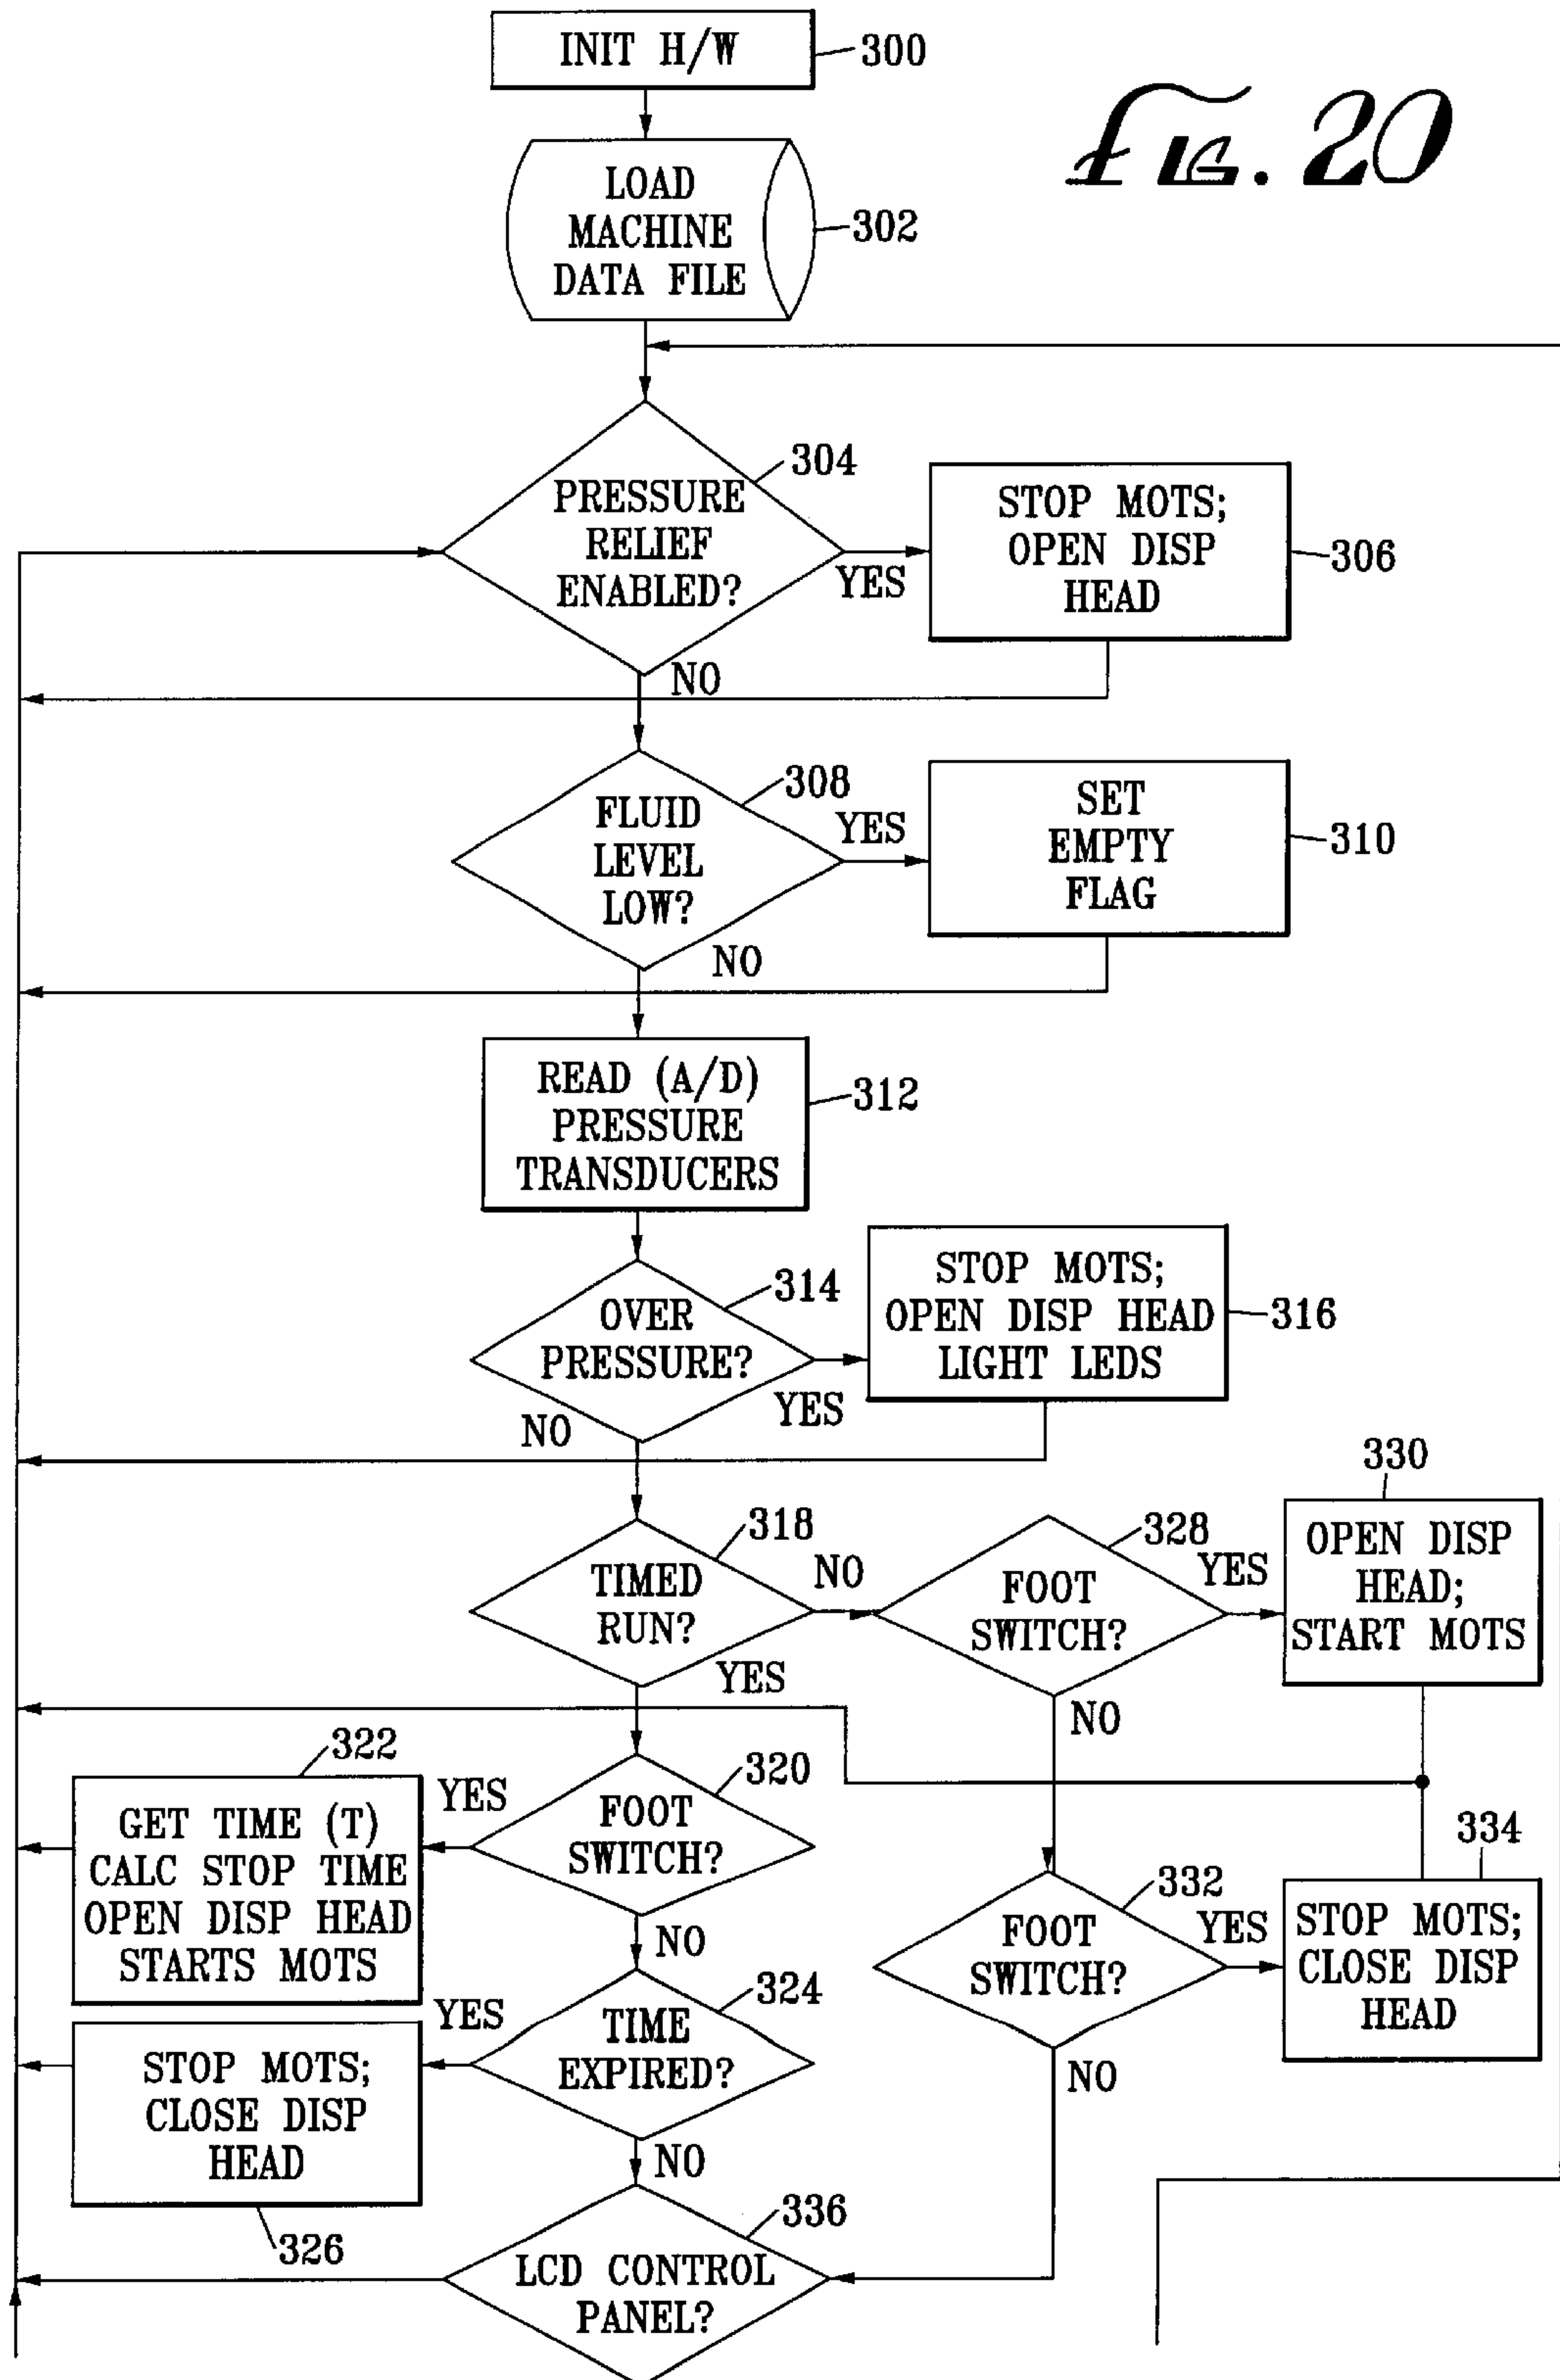 INIT H/W
300
FIG. 20
LOAD
MACHINE
DATA FILE
302
304
PRESSURE
RELIEF
ENABLED?
YES
STOP MOTS;
OPEN DISP
HEAD
306
NO
308
FLUID
LEVEL
LOW?
YES
SET
EMPTY
FLAG
310
NO
READ (A/D)
PRESSURE
TRANSDUCERS
312
314
OVER
PRESSURE?
YES
STOP MOTS;
OPEN DISP HEAD
LIGHT LEDS
316
NO
318
TIMED
RUN?
NO
328
FOOT
SWITCH?
YES
330
OPEN DISP
HEAD;
START MOTS
YES
NO
322
GET TIME (T)
CALC STOP TIME
OPEN DISP HEAD
STARTS MOTS
YES
320
FOOT
SWITCH?
NO
332
FOOT
SWITCH?
YES
334
STOP MOTS;
CLOSE DISP
HEAD
NO
324
TIME
EXPIRED?
YES
STOP MOTS;
CLOSE DISP
HEAD
326
NO
336
LCD CONTROL
PANEL?